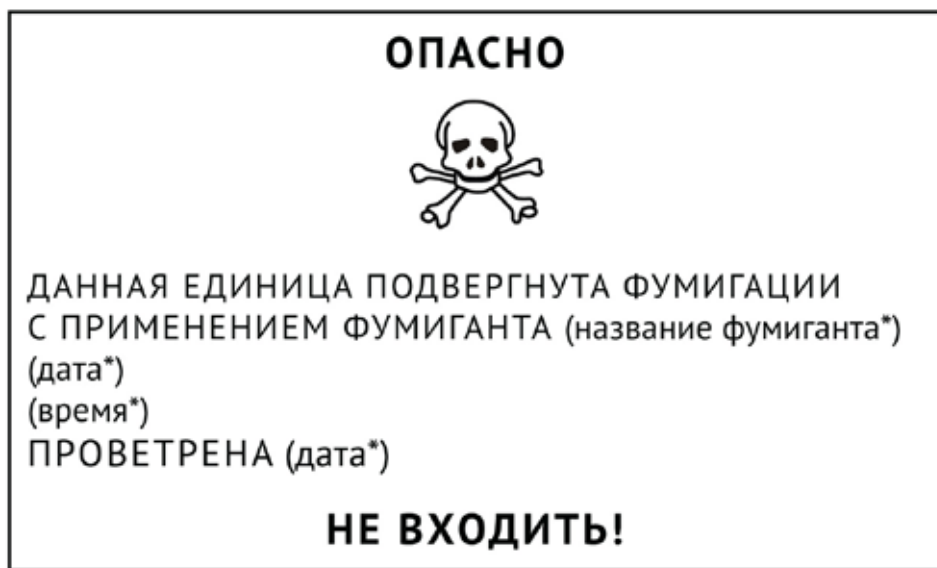 ОПАСНО
ДАННАЯ ЕДИНИЦА ПОДВЕРГНУТА ФУМИГАЦИИ
С ПРИМЕНЕНИЕМ ФУМИГАНТА (название фумиганта*)
(дата*)
(время*)
ПРОВЕТРЕНА (дата*)
НЕ ВХОДИТЬ!